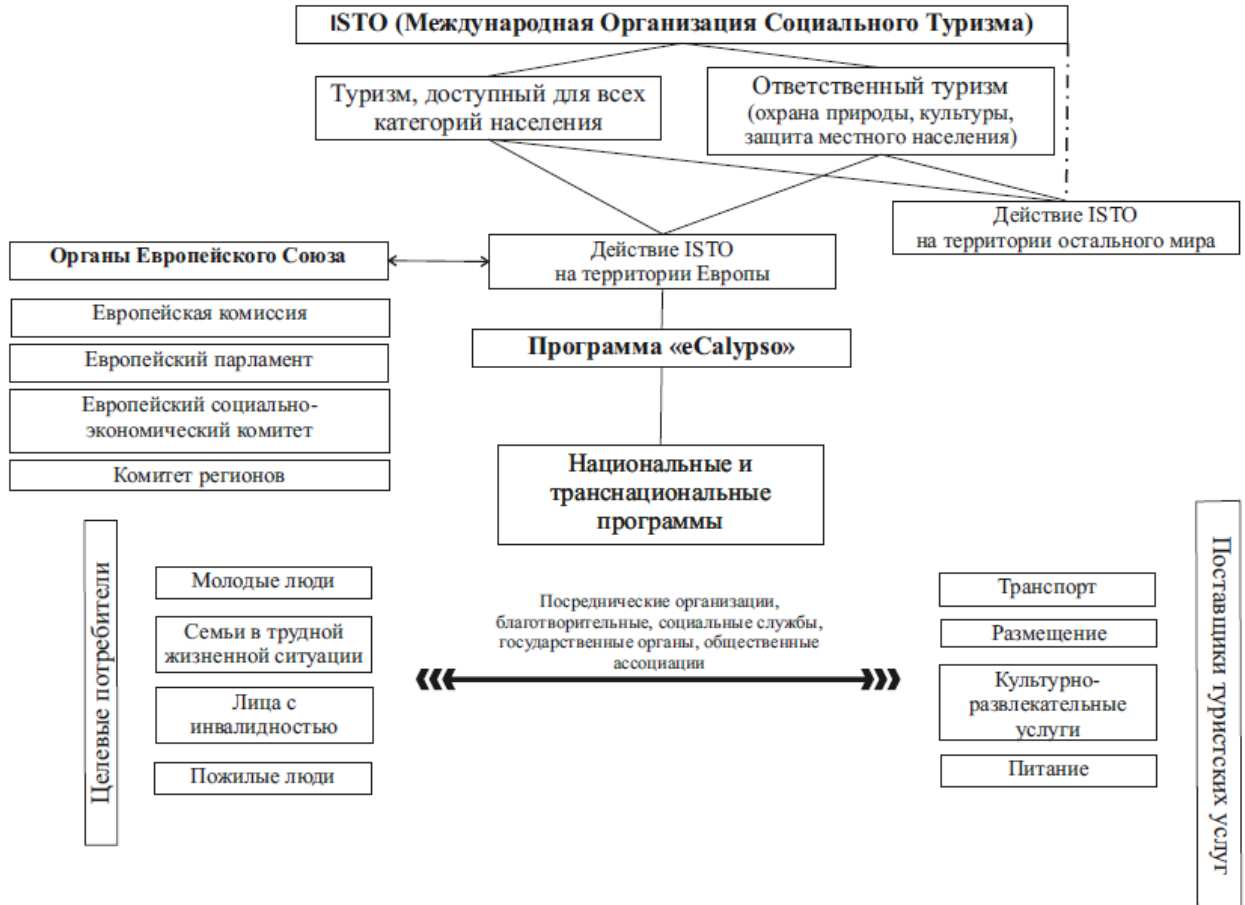 ISTO (Международная Организация Социального Туризма)
Туризм, доступный для всех
категорий населения
Ответственный туризм
(охрана природы, культуры,
защита местного населения)
Действие ISTO
на территории остального мира
Органы Европейского Союза
Действие ISTO
на территории Европы
Европейская комиссия
Программа «eCalypso»
Европейский парламент
Европейский социально-
экономический комитет
Комитет регионов
Национальные и
транснациональные
программы
Целевые потребители
Молодые люди
Семьи в трудной
жизненной ситуации
Лица с
инвалидностью
Пожилые люди
Посреднические организации,
благотворительные, социальные службы,
государственные органы, общественные
ассоциации
Транспорт
Размещение
Культурно-
развлекательные
услуги
Питание
Поставщики туристских услуг